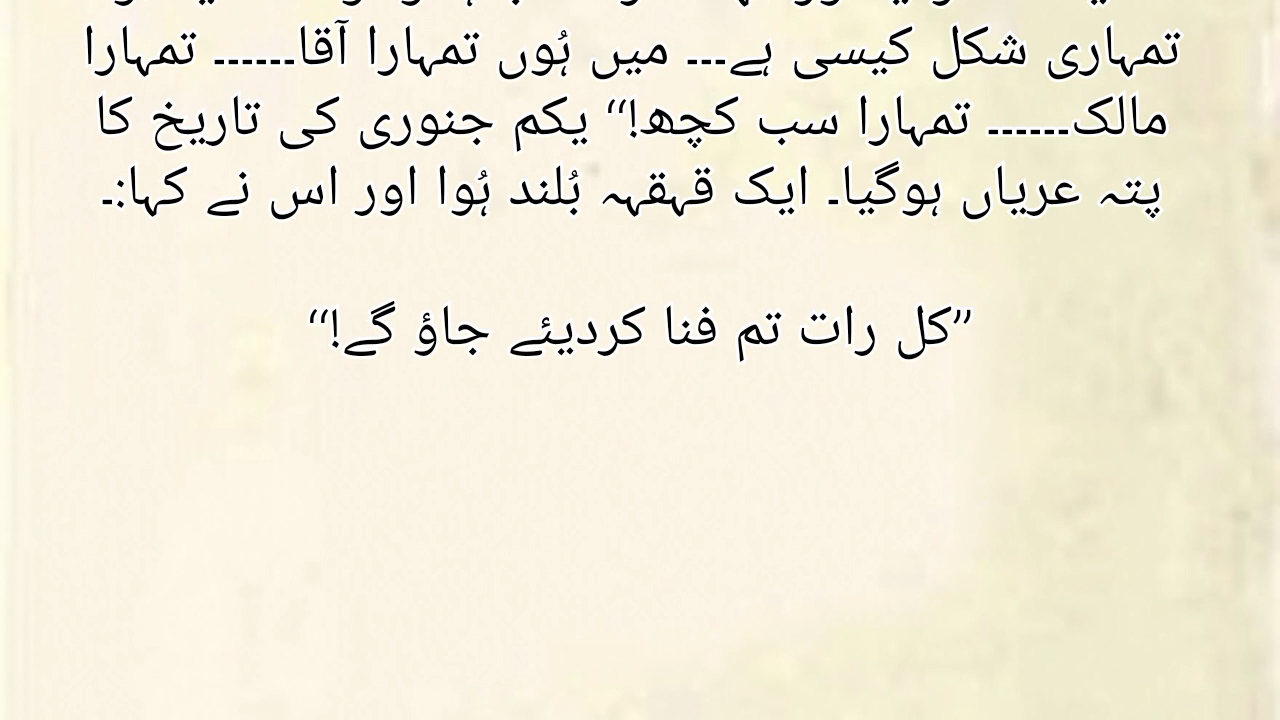 تمہاری شکل کیسی ہے۔۔۔ میں ہُوں تمہارا آقا۔۔۔۔۔۔ تمہارا
مالک۔۔۔۔۔۔ تمہارا سب کچھ!“ یکم جنوری کی تاریخ کا
پتہ عریاں ہوگیا۔ ایک قہقہہ بُلند ہُوا اور اس نے کہا:۔
”کل رات تم فنا کردیئے جاؤ گے!“